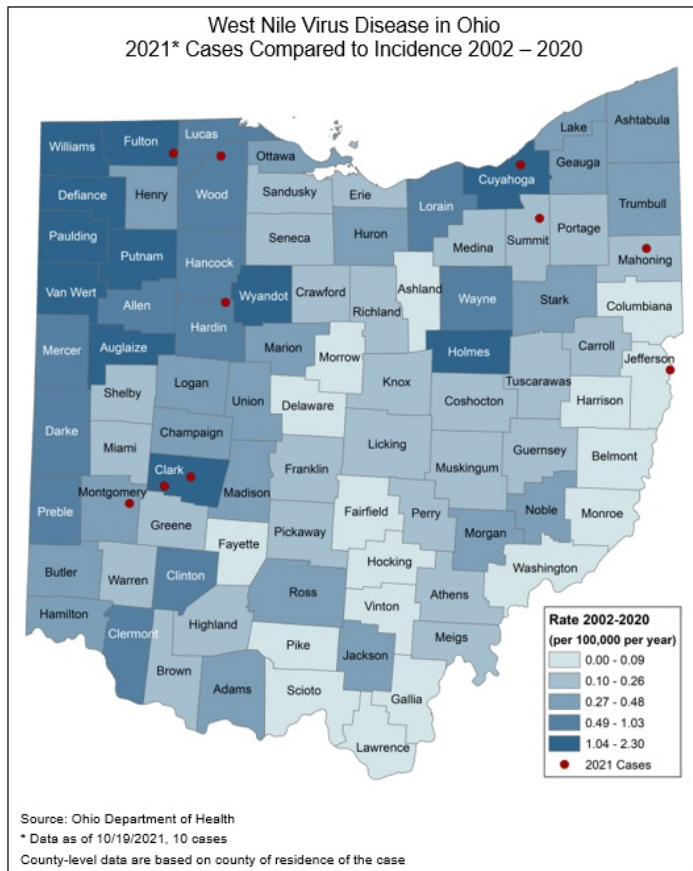 West Nile Virus Disease in Ohio
2021* Cases Compared to Incidence 2002 – 2020
Williams
Fulton
Lucas
Ottawa
Lake
Ashtabula
Geauga
Cuyahoga
Defiance
Henry
Wood
Sandusky
Erie
Lorain
Trumbull
Paulding
Putnam
Hancock
Seneca
Huron
Medina
Summit
Portage
Mahoning
Van Wert
Allen
Wyandot
Crawford
Richland
Ashland
Wayne
Stark
Columbiana
Mercer
Auglaize
Hardin
Marion
Morrow
Holmes
Carroll
Jefferson
Shelby
Logan
Union
Delaware
Knox
Coshocton
Tuscarawas
Harrison
Darke
Miami
Champaign
Licking
Guernsey
Belmont
Clark
Madison
Franklin
Muskingum
Preble
Montgomery
Greene
Pickaway
Fairfield
Perry
Morgan
Noble
Monroe
Fayette
Hocking
Washington
Butler
Warren
Clinton
Ross
Vinton
Athens
Hamilton
Clermont
Highland
Pike
Jackson
Meigs
Brown
Adams
Scioto
Gallia
Lawrence
Rate 2002-2020
(per 100,000 per year)
0.00 - 0.09
0.10 - 0.26
0.27 - 0.48
0.49 - 1.03
1.04 - 2.30
2021 Cases
Source: Ohio Department of Health
* Data as of 10/19/2021, 10 cases
County-level data are based on county of residence of the case